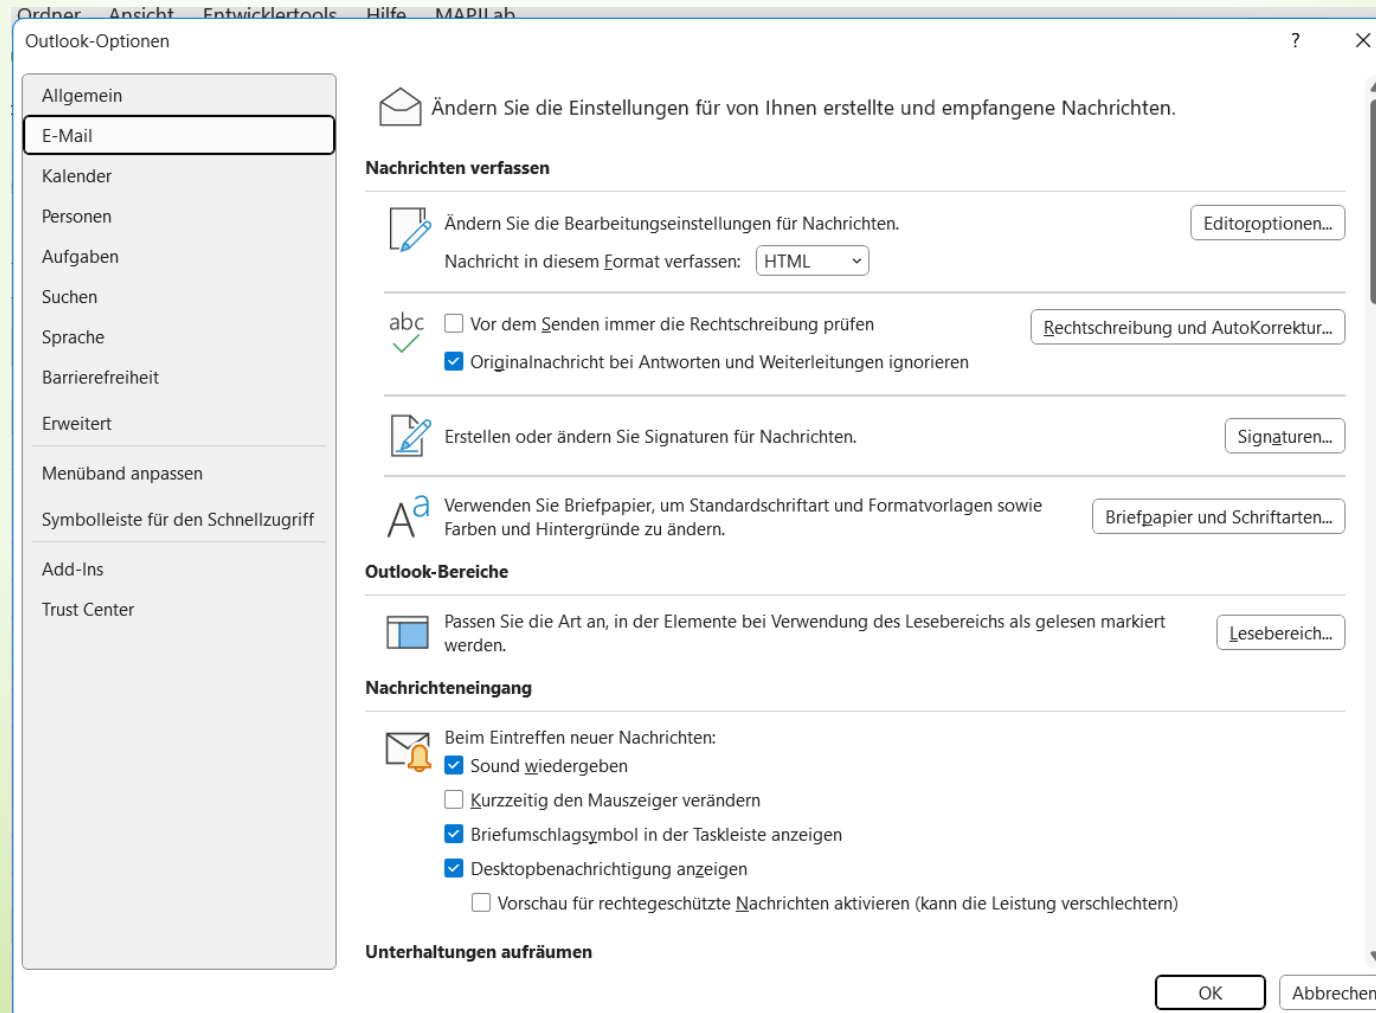 Ordner Ansicht Entwicklertools Hilfe MAPILab
Outlook-Optionen
?
Allgemein
E-Mail
Kalender
Personen
Aufgaben
Suchen
Sprache
Barrierefreiheit
Erweitert
Menüband anpassen
Symbolleiste für den Schnellzugriff
Add-Ins
Trust Center
Ändern Sie die Einstellungen für von Ihnen erstellte und empfangene Nachrichten.
Nachrichten verfassen
Ändern Sie die Bearbeitungseinstellungen für Nachrichten.
Editoroptionen...
Nachricht in diesem Format verfassen: HTML
abc
Vor dem Senden immer die Rechtschreibung prüfen
Rechtschreibung und AutoKorrektur...
Originalnachricht bei Antworten und Weiterleitungen ignorieren
Erstellen oder ändern Sie Signaturen für Nachrichten.
Signaturen...
Aa
Verwenden Sie Briefpapier, um Standardschriftart und Formatvorlagen sowie
Farben und Hintergründe zu ändern.
Briefpapier und Schriftarten...
Outlook-Bereiche
Passen Sie die Art an, in der Elemente bei Verwendung des Lesebereichs als gelesen markiert
werden.
Lesebereich...
Nachrichteneingang
Beim Eintreffen neuer Nachrichten:
Sound wiedergeben
Kurzzeitig den Mauszeiger verändern
Briefumschlagsymbol in der Taskleiste anzeigen
Desktopbenachrichtigung anzeigen
Vorschau für rechtegeschützte Nachrichten aktivieren (kann die Leistung verschlechtern)
Unterhaltungen aufräumen
OK
Abbrechen